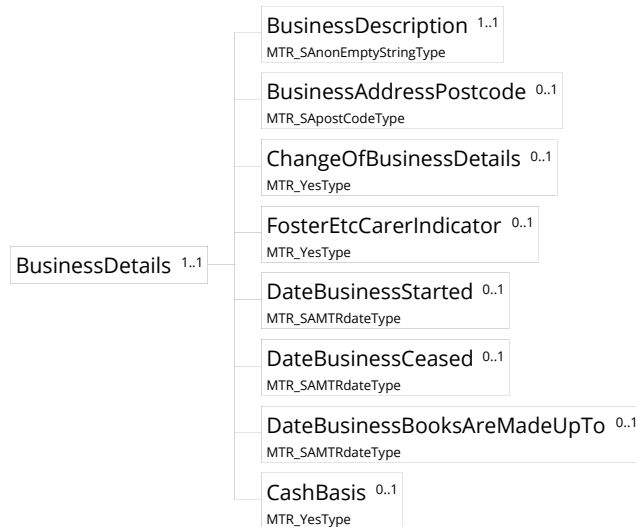 BusinessDescription 1..1
MTR_SAnonEmptyStringType
BusinessAddressPostcode 0..1
MTR_SApostCodeType
ChangeOfBusinessDetails 0..1
MTR_YesType
FosterEtcCarerIndicator 0..1
MTR_YesType
BusinessDetails 1..1
DateBusinessStarted 0..1
MTR_SAMTRdateType
DateBusinessCeased 0..1
MTR_SAMTRdateType
DateBusinessBooksAreMadeUpTo 0..1
MTR_SAMTRdateType
CashBasis 0..1
MTR_YesType